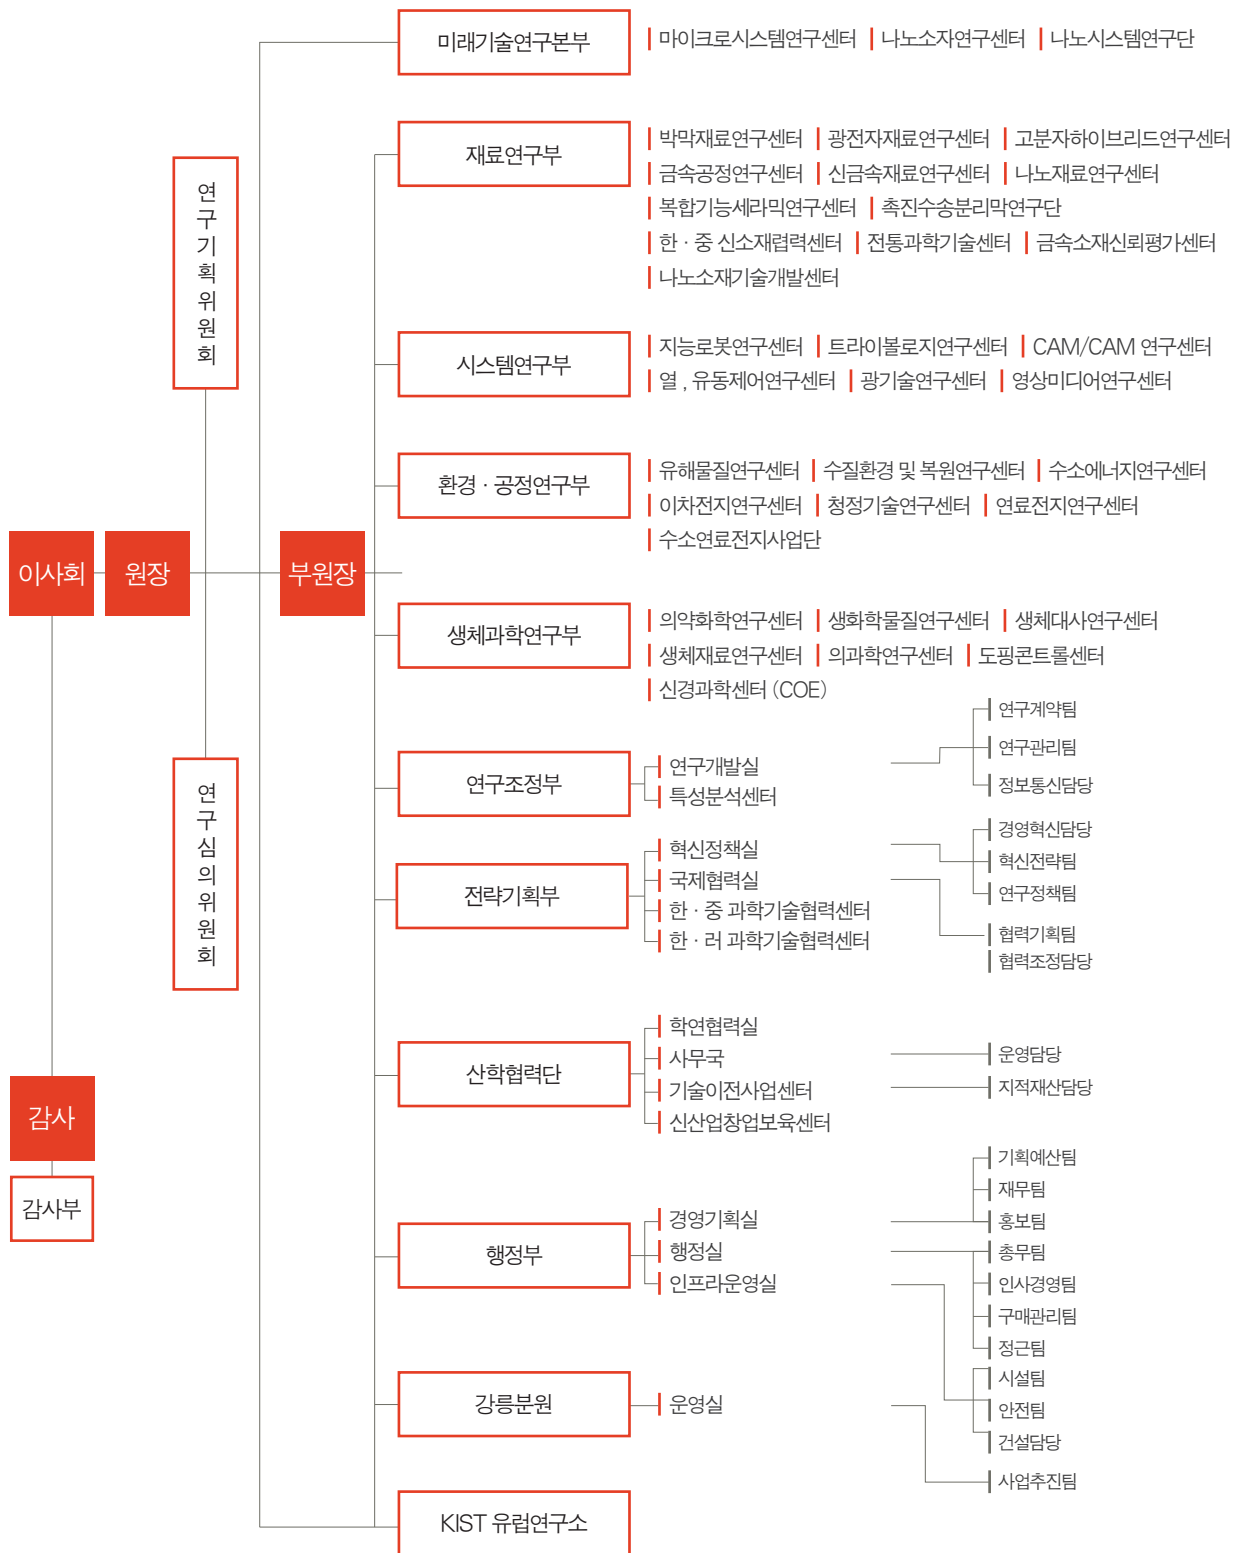 미래기술연구본부
마이크로시스템연구센터 나노소자연구센터 나노시스템연구단
재료연구부
박막재료연구센터 광전자재료연구센터 고분자하이브리드연구센터
금속공정연구센터 신금속재료연구센터 나노재료연구센터
복합기능세라믹연구센터 촉진수송분리막연구단
한 · 중 신소재렵력센터 전통과학기술센터 금속소재신뢰평가센터
나노소재기술개발센터
연구기획위원회
시스템연구부
지능로봇연구센터 트라이볼로지연구센터 CAM/CAM 연구센터
열 , 유동제어연구센터 광기술연구센터 영상미디어연구센터
환경 · 공정연구부
유해물질연구센터 수질환경 및 복원연구센터 수소에너지연구센터
이차전지연구센터 청정기술연구센터 연료전지연구센터
수소연료전지사업단
이사회 원장 부원장
생체과학연구부
의약화학연구센터 생화학물질연구센터 생체대사연구센터
생체재료연구센터 의과학연구센터 도핑콘트롤센터
신경과학센터 (COE)
연구심의위원회
연구조정부
연구개발실
특성분석센터
연구계약팀
연구관리팀
정보통신담당
전략기획부
혁신정책실
국제협력실
한 · 중 과학기술협력센터
한 · 러 과학기술협력센터
경영혁신담당
혁신전략팀
연구정책팀
협력기획팀
협력조정담당
산학협력단
학연협력실
사무국
기술이전사업센터
신산업창업보육센터
운영담당
지적재산담당
감사
감사부
행정부
경영기획실
행정실
인프라운영실
기획예산팀
재무팀
홍보팀
총무팀
인사경영팀
구매관리팀
정근팀
시설팀
안전팀
건설담당
강릉분원
운영실
사업추진팀
KIST 유럽연구소